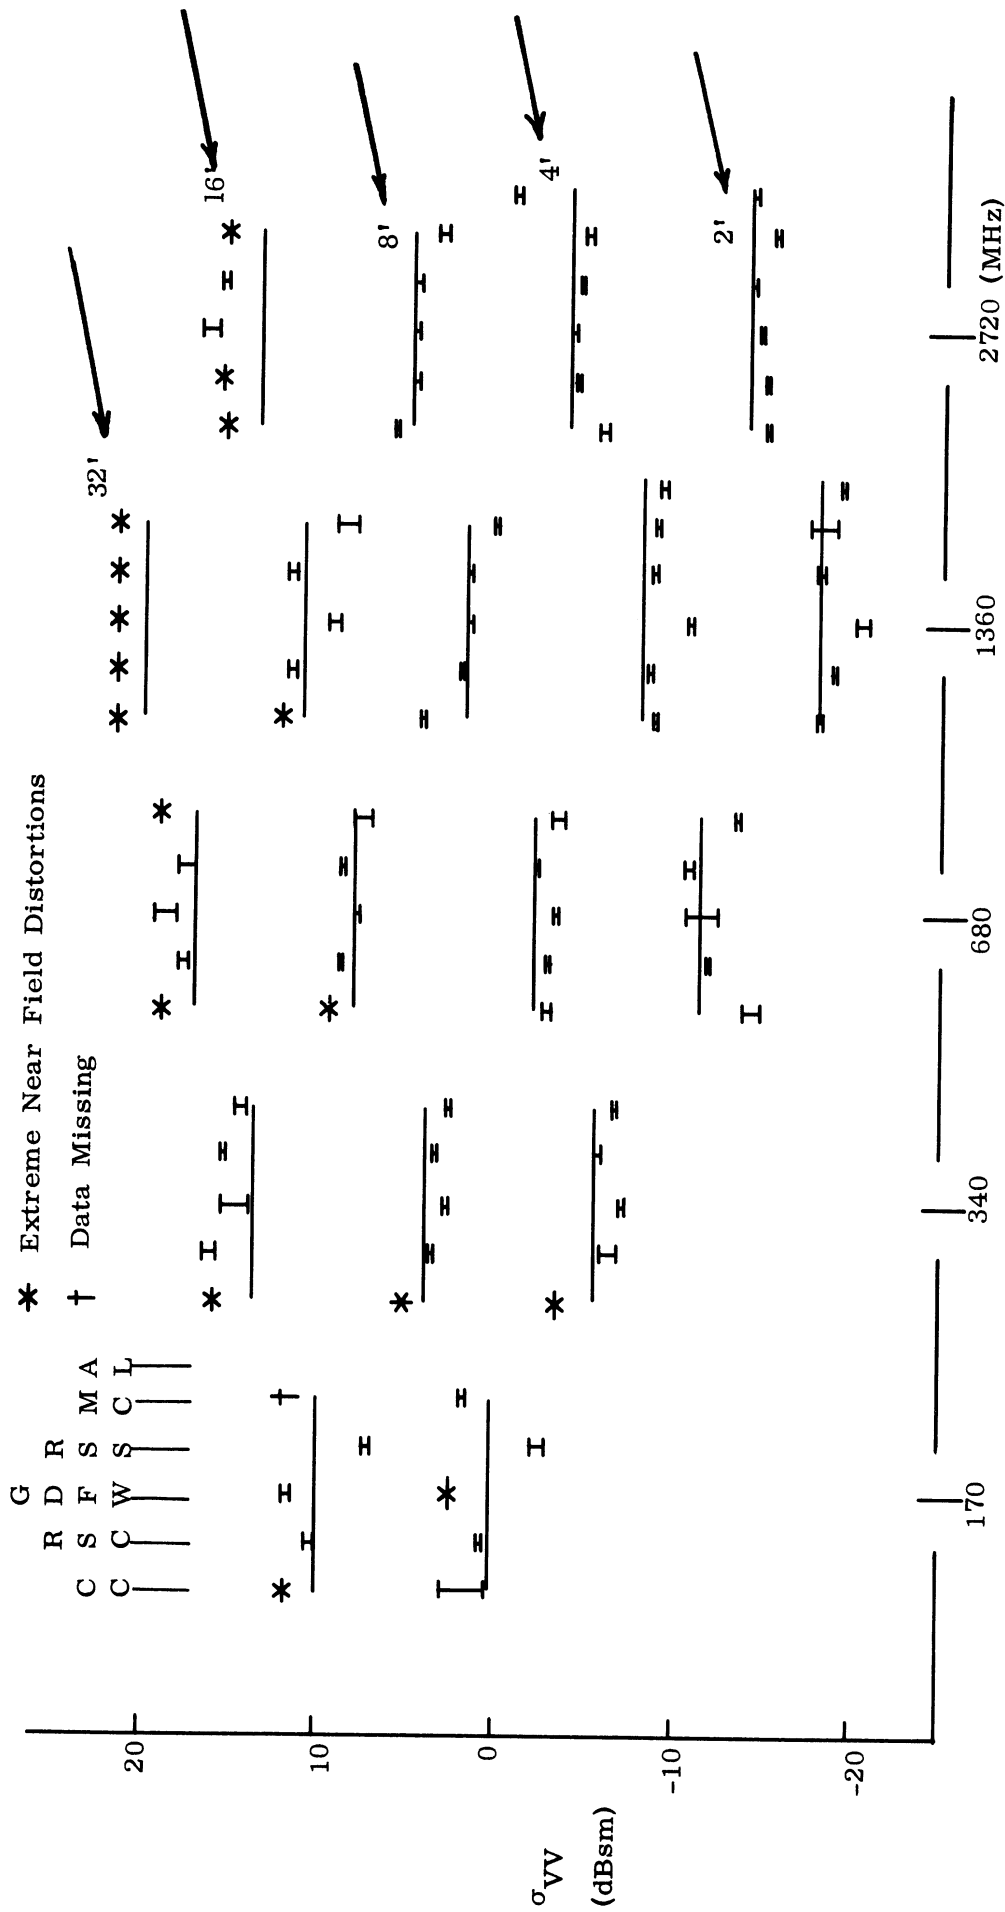 * Extreme Near Field Distortions
† Data Missing
G
R D R
C S F S M A
C C W S C L
32'
16'
8'
4'
2'
20
10
0
-10
-20
σVV
(dBsm)
170
340
680
1360
2720 (MHz)